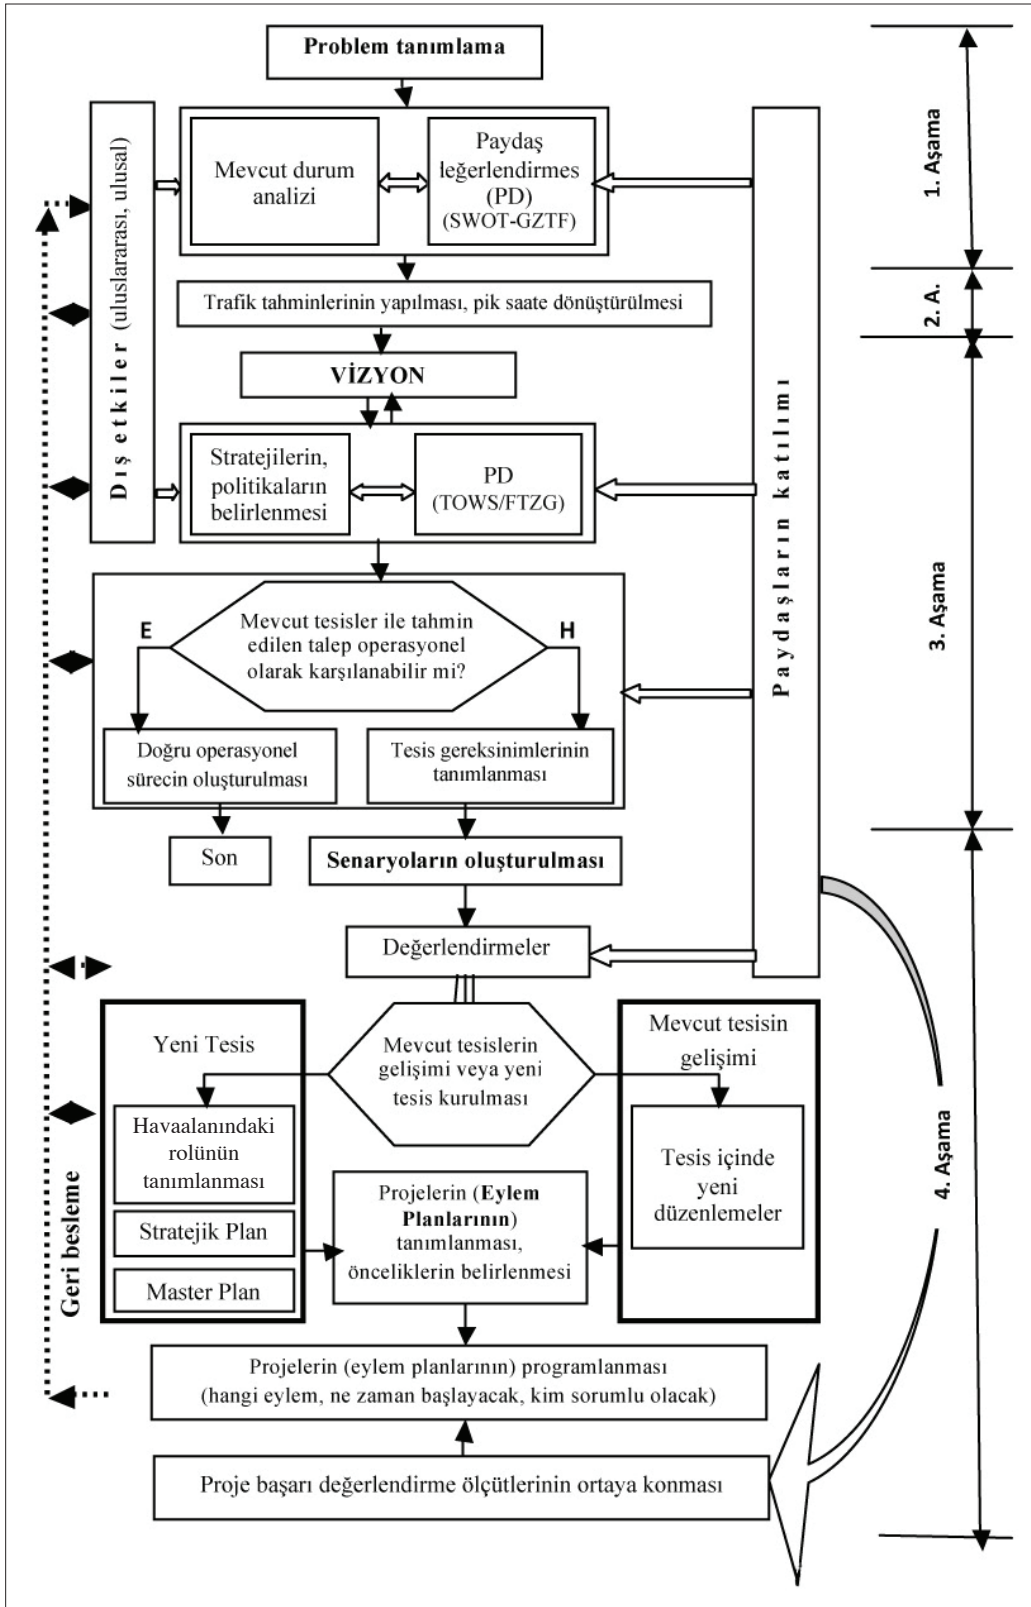 Problem tanımlama
1. Aşama
Dış etkiler (uluslararası, ulusal)
Mevcut durum
analizi
Paydaş
leğerlendirmes
(PD)
(SWOT-GZTF)
Trafik tahminlerinin yapılması, pik saate dönüştürülmesi
2. A.
VİZYON
Paydaşların katılımı
Stratejilerin,
politikaların
belirlenmesi
PD
(TOWS/FTZG)
3. Aşama
E
Mevcut tesisler ile tahmin
edilen talep operasyonel
olarak karşılanabilir mi?
H
Doğru operasyonel
sürecin oluşturulması
Tesis gereksinimlerinin
tanımlanması
Son
Senaryoların oluşturulması
Değerlendirmeler
Yeni Tesis
Mevcut tesislerin
gelişimi veya yeni
tesis kurulması
Mevcut tesisin
gelişimi
Havaalanındaki
rolünün
tanımlanması
Stratejik Plan
Master Plan
Projelerin (Eylem
Planlarının)
tanımlanması,
önceliklerin belirlenmesi
Tesis içinde
yeni
düzenlemeler
4. Aşama
Geri besleme
Projelerin (eylem planlarının) programlanması
(hangi eylem, ne zaman başlayacak, kim sorumlu olacak)
Proje başarı değerlendirme ölçütlerinin ortaya konması